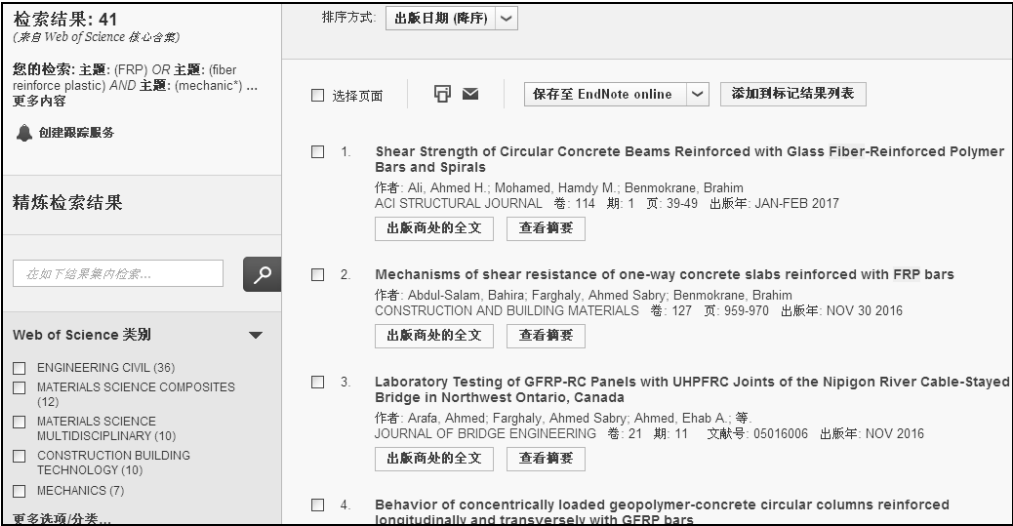 检索结果: 41
(来自 Web of Science 核心合集)
您的检索: 主题: (FRP) OR 主题: (fiber
reinforce plastic) AND 主题: (mechanic*) ...
更多内容
创建跟踪服务
精炼检索结果
在如下结果集内检索...
Web of Science 类别
ENGINEERING CIVIL (36)
MATERIALS SCIENCE COMPOSITES
(12)
MATERIALS SCIENCE
MULTIDISCIPLINARY (10)
CONSTRUCTION BUILDING
TECHNOLOGY (10)
MECHANICS (7)
更多选项/分类...
排序方式: 出版日期 (降序)
选择页面 保存至 EndNote online 添加到标记结果列表
1. Shear Strength of Circular Concrete Beams Reinforced with Glass Fiber-Reinforced Polymer
Bars and Spirals
作者: Ali, Ahmed H.; Mohamed, Hamdy M.; Benmokrane, Brahim
ACI STRUCTURAL JOURNAL 卷: 114 期: 1 页: 39-49 出版年: JAN-FEB 2017
出版商处的全文 查看摘要
2. Mechanisms of shear resistance of one-way concrete slabs reinforced with FRP bars
作者: Abdul-Salam, Bahira; Farghaly, Ahmed Sabry; Benmokrane, Brahim
CONSTRUCTION AND BUILDING MATERIALS 卷: 127 页: 959-970 出版年: NOV 30 2016
出版商处的全文 查看摘要
3. Laboratory Testing of GFRP-RC Panels with UHPFRC Joints of the Nipigon River Cable-Stayed
Bridge in Northwest Ontario, Canada
作者: Arafa, Ahmed; Farghaly, Ahmed Sabry; Ahmed, Ehab A.; 等.
JOURNAL OF BRIDGE ENGINEERING 卷: 21 期: 11 文献号: 05016006 出版年: NOV 2016
出版商处的全文 查看摘要
4. Behavior of concentrically loaded geopolymer-concrete circular columns reinforced
longitudinally and transversely with GFRP bars